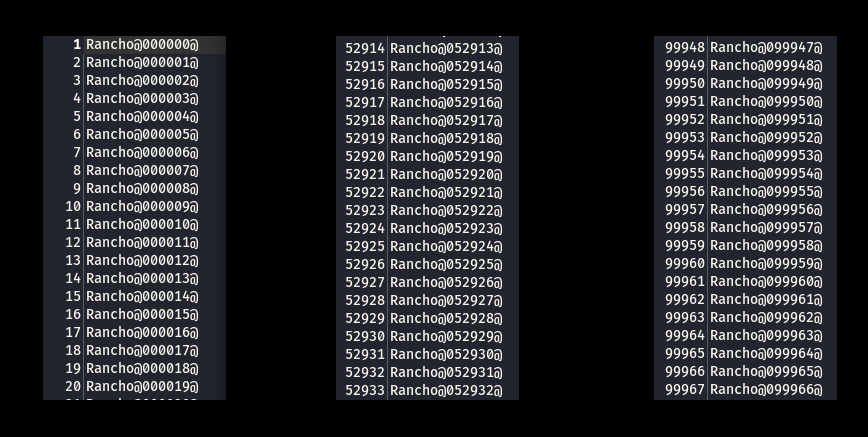 1 Rancho@000000@
2 Rancho@000001@
3 Rancho@000002@
4 Rancho@000003@
5 Rancho@000004@
6 Rancho@000005@
7 Rancho@000006@
8 Rancho@000007@
9 Rancho@000008@
10 Rancho@000009@
11 Rancho@000010@
12 Rancho@000011@
13 Rancho@000012@
14 Rancho@000013@
15 Rancho@000014@
16 Rancho@000015@
17 Rancho@000016@
18 Rancho@000017@
19 Rancho@000018@
20 Rancho@000019@
52914 Rancho@052913@
52915 Rancho@052914@
52916 Rancho@052915@
52917 Rancho@052916@
52918 Rancho@052917@
52919 Rancho@052918@
52920 Rancho@052919@
52921 Rancho@052920@
52922 Rancho@052921@
52923 Rancho@052922@
52924 Rancho@052923@
52925 Rancho@052924@
52926 Rancho@052925@
52927 Rancho@052926@
52928 Rancho@052927@
52929 Rancho@052928@
52930 Rancho@052929@
52931 Rancho@052930@
52932 Rancho@052931@
52933 Rancho@052932@
99948 Rancho@099947@
99949 Rancho@099948@
99950 Rancho@099949@
99951 Rancho@099950@
99952 Rancho@099951@
99953 Rancho@099952@
99954 Rancho@099953@
99955 Rancho@099954@
99956 Rancho@099955@
99957 Rancho@099956@
99958 Rancho@099957@
99959 Rancho@099958@
99960 Rancho@099959@
99961 Rancho@099960@
99962 Rancho@099961@
99963 Rancho@099962@
99964 Rancho@099963@
99965 Rancho@099964@
99966 Rancho@099965@
99967 Rancho@099966@